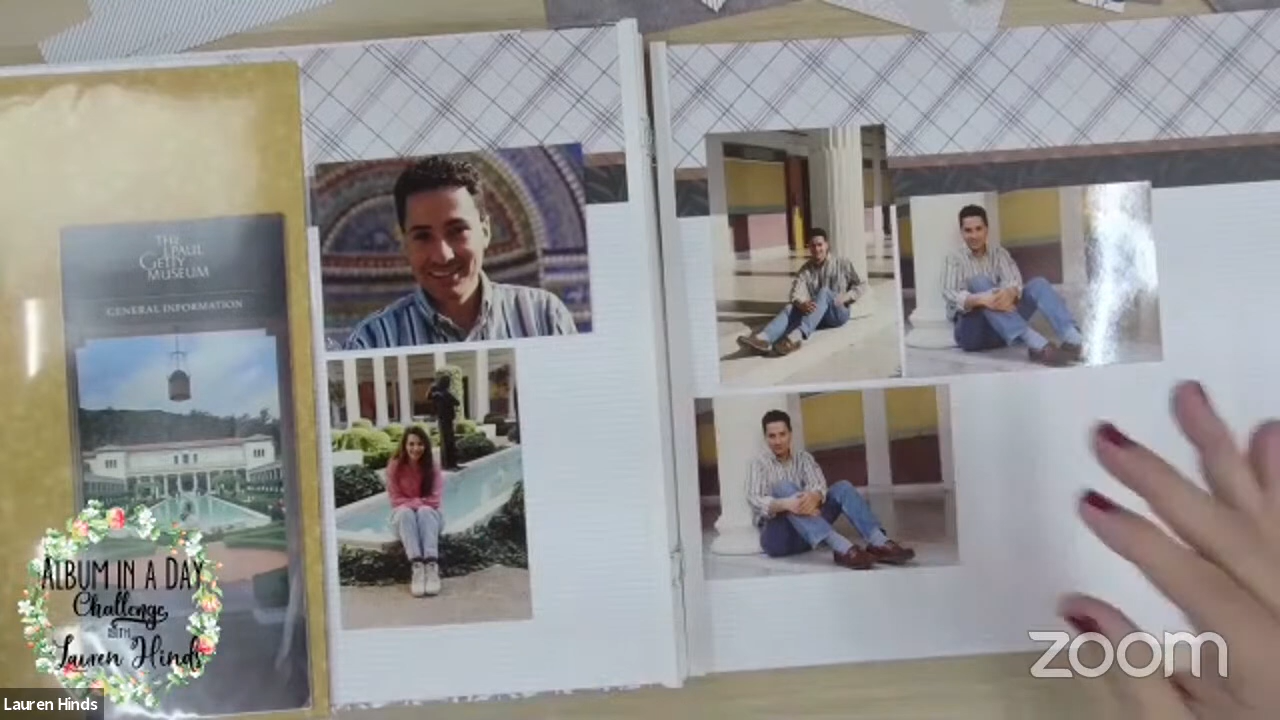 THE
J. PAUL
GETTY
MUSEUM
GENERAL INFORMATION
ALBUM IN A DAY
Challenge
WITH
Lauren Hinds
Lauren Hinds
zoom